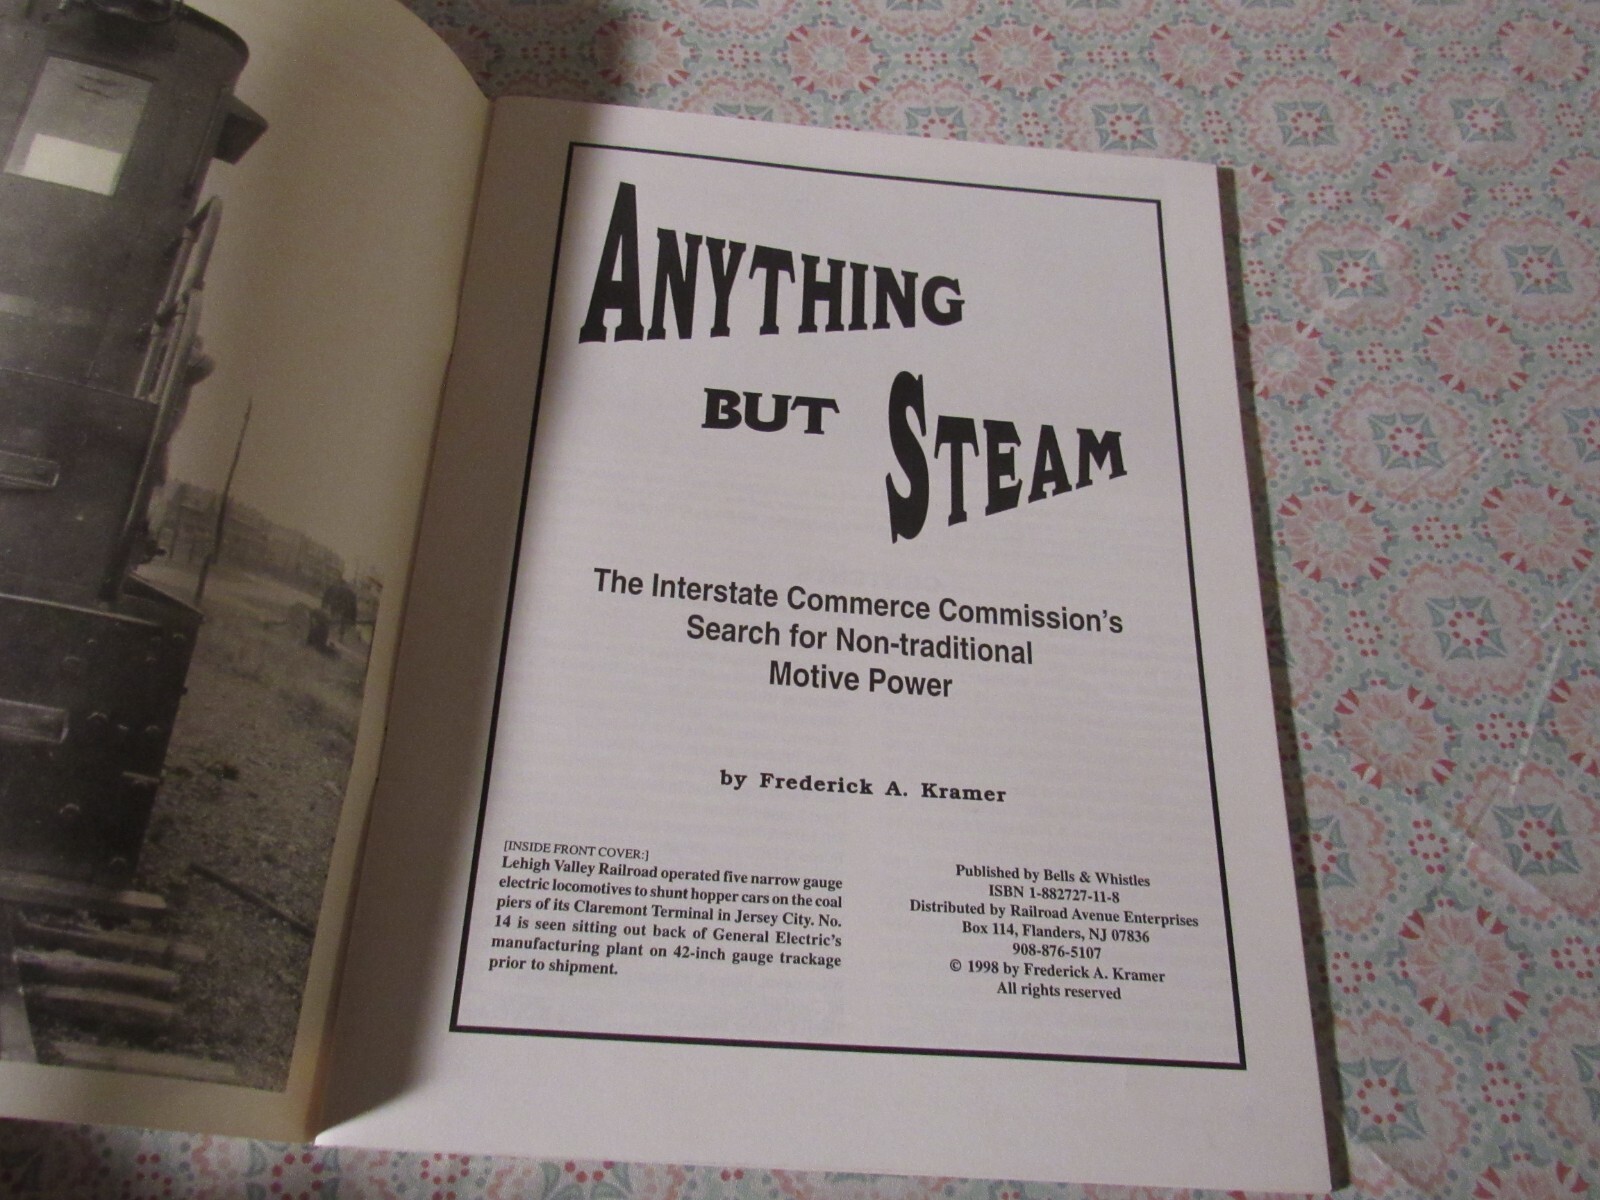 ANYTHING
BUT STEAM
The Interstate Commerce Commission's
Search for Non-traditional
Motive Power
by Frederick A. Kramer
[INSIDE FRONT COVER:]
Lehigh Valley Railroad operated five narrow gauge
electric locomotives to shunt hopper cars on the coal
piers of its Claremont Terminal in Jersey City. No.
14 is seen sitting out back of General Electric's
manufacturing plant on 42-inch gauge trackage
prior to shipment.
Published by Bells & Whistles
ISBN 1-882727-11-8
Distributed by Railroad Avenue Enterprises
Box 114, Flanders, NJ 07836
908-876-5107
© 1998 by Frederick A. Kramer
All rights reserved